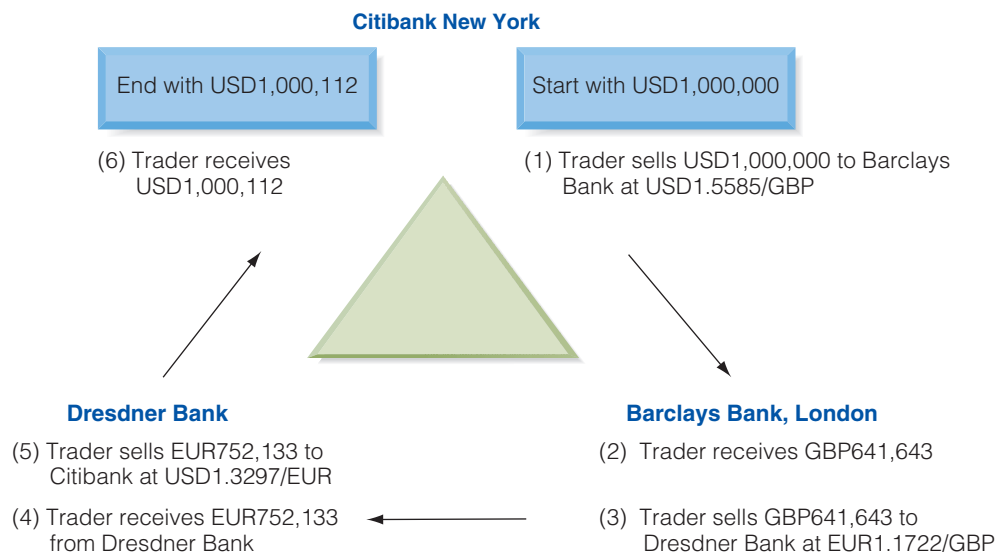 Citibank New York
End with USD1,000,112
Start with USD1,000,000
(6) Trader receives
USD1,000,112
(1) Trader sells USD1,000,000 to Barclays
Bank at USD1.5585/GBP
Dresdner Bank
Barclays Bank, London
(5) Trader sells EUR752,133 to
Citibank at USD1.3297/EUR
(2) Trader receives GBP641,643
(4) Trader receives EUR752,133
from Dresdner Bank
(3) Trader sells GBP641,643 to
Dresdner Bank at EUR1.1722/GBP